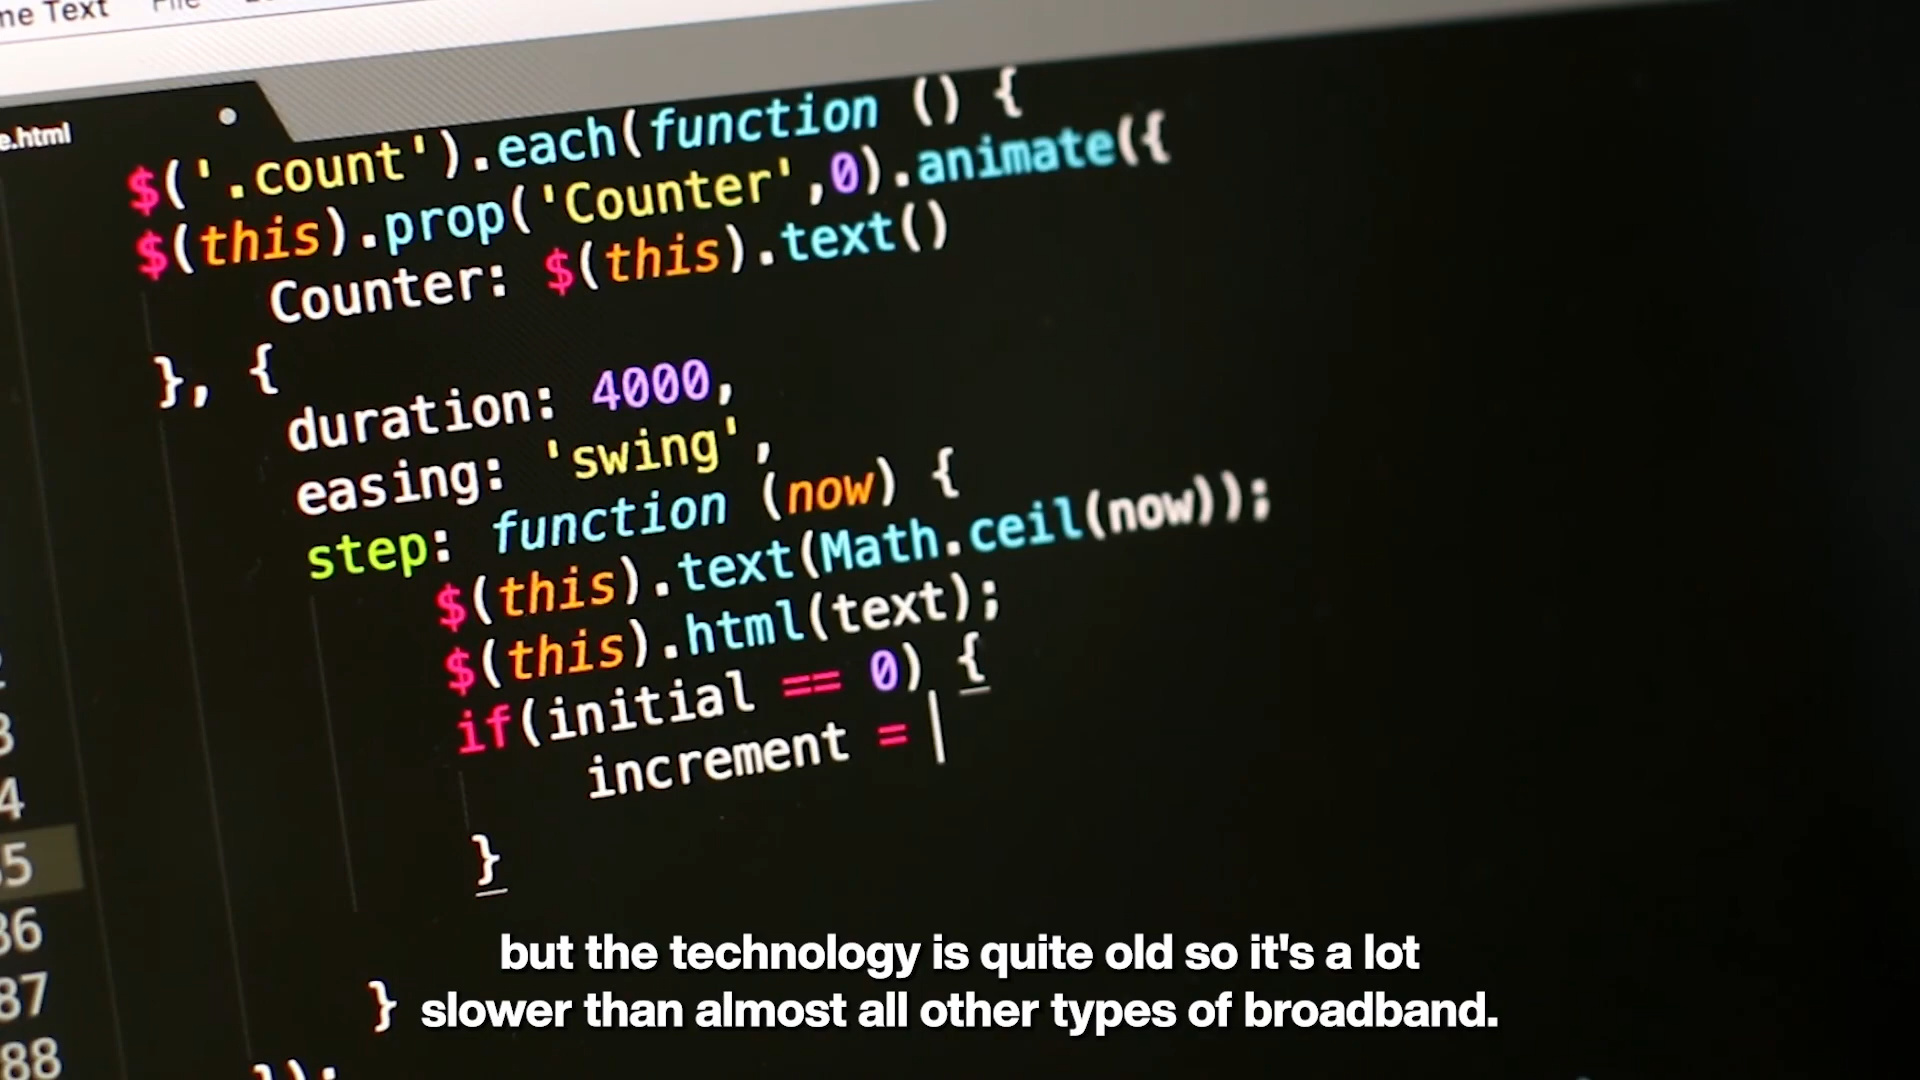 Text
e.html
$('.count').each(function () {
$(this).prop('Counter',0).animate({
Counter: $(this).text()
}, {
duration: 4000,
easing: 'swing',
step: function (now) {
$(this).text(Math.ceil(now));
$(this).html(text);
if(initial == 0) {
increment =
}
}
});
3
4
5
86
87
88
but the technology is quite old so it's a lot
slower than almost all other types of broadband.